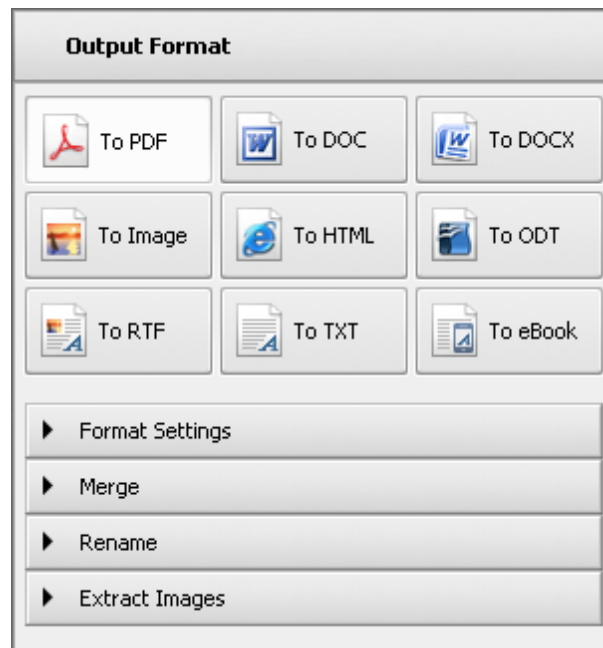 Output Format
To PDF
To DOC
To DOCX
To Image
To HTML
To ODT
To RTF
To TXT
To eBook
Format Settings
Merge
Rename
Extract Images